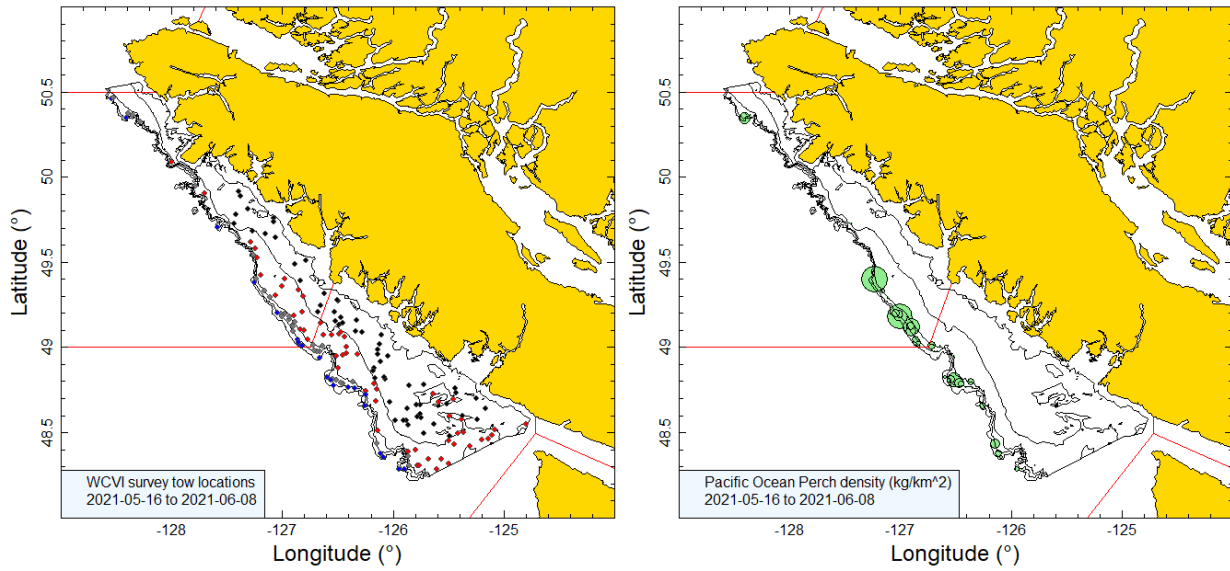 50.5
50
49.5
49
48.5
Latitude (°)
WCVI survey tow locations
2021-05-16 to 2021-06-08
-128
-127
-126
-125
Longitude (°)
50.5
50
49.5
49
48.5
Latitude (°)
Pacific Ocean Perch density (kg/km^2)
2021-05-16 to 2021-06-08
-128
-127
-126
-125
Longitude (°)